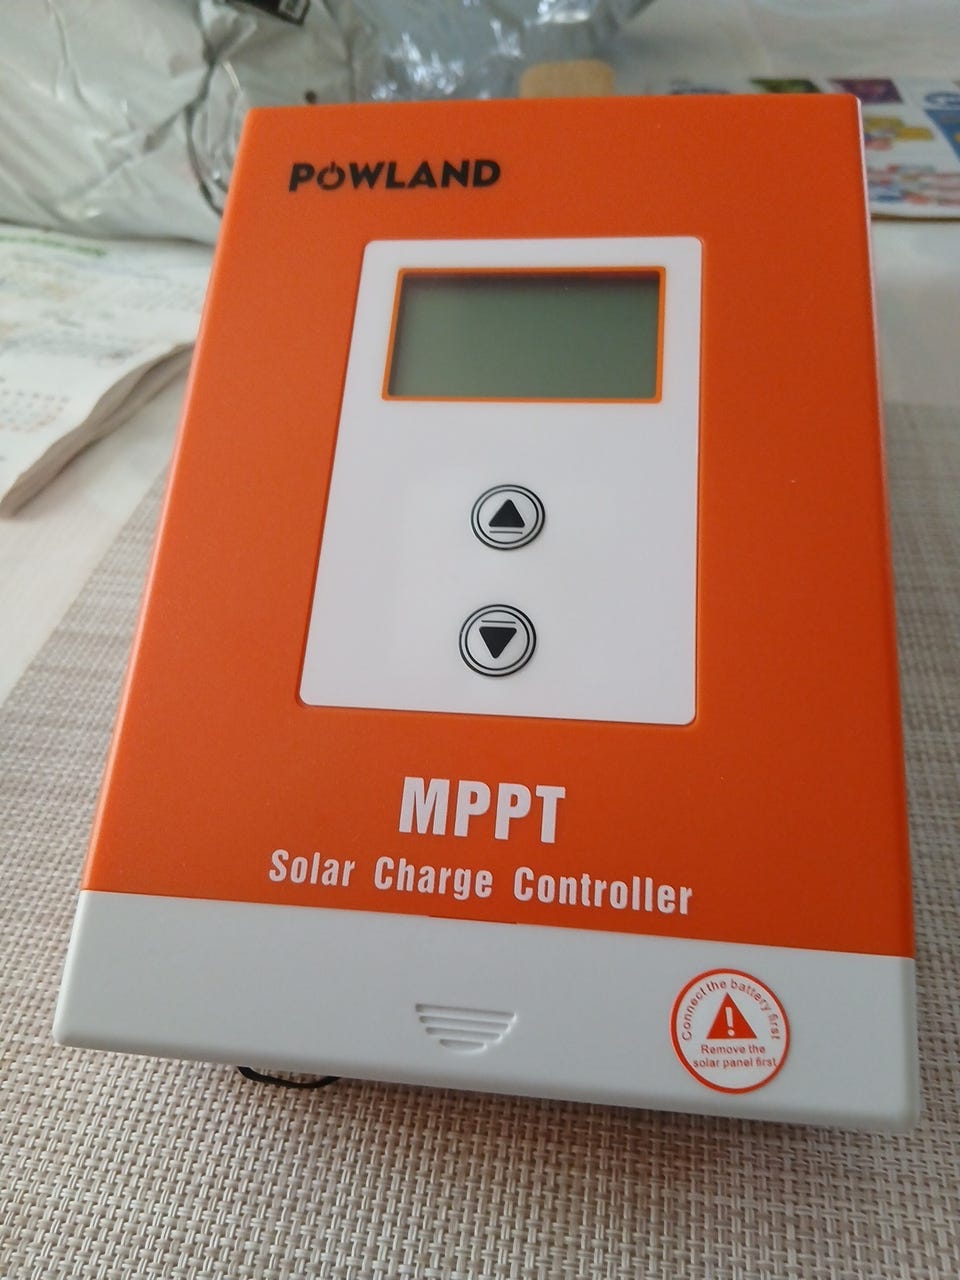 POWLAND
MPPT
Solar Charge Controller
Connect the battery first
Remove the
solar panel first